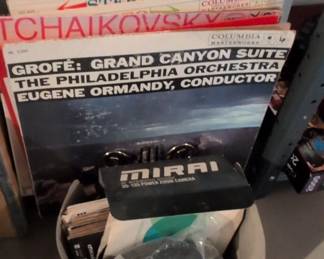 TCHAIKOVSKY
COLUMBIA
MASTERWORKS
GROFÉ: GRAND CANYON SUITE
THE PHILADELPHIA ORCHESTRA
EUGENE ORMANDY, CONDUCTOR
MIRAI